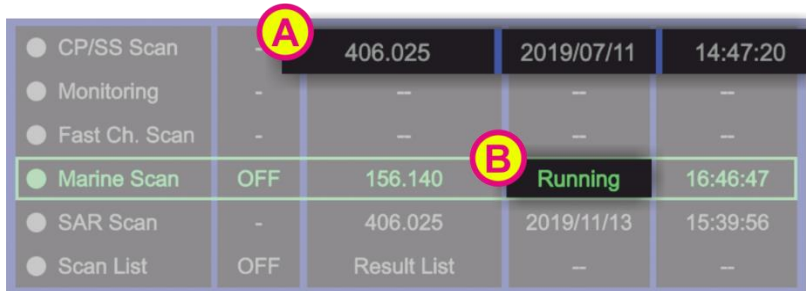 A
CP/SS Scan - 406.025 2019/07/11 14:47:20
Monitoring - -- -- --
Fast Ch. Scan - -- -- --
B
Marine Scan OFF 156.140 Running 16:46:47
SAR Scan - 406.025 2019/11/13 15:39:56
Scan List OFF Result List -- --